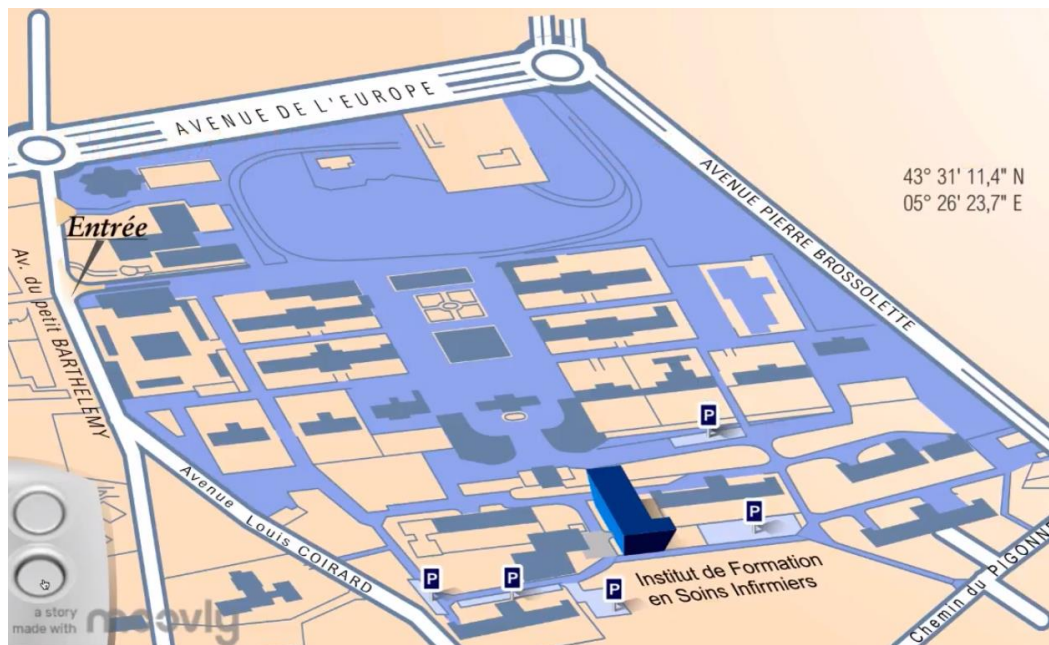 AVENUE DE L'EUROPE
43° 31' 11,4" N
05° 26' 23,7" E
AVENUE PIERRE BROSSOLETTE
Entrée
Av. du petit BARTHELEMY
P
P
Avenue Louis COIRARD
P
P
P
Institut de Formation
en Soins Infirmiers
Chemin du PIGONNE
a story
made with moovly